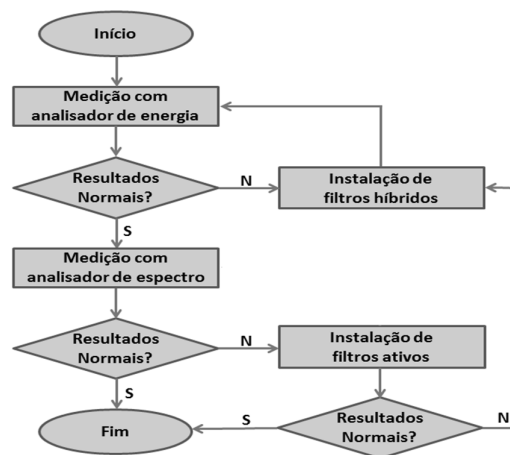 Início
Medição com
analisador de energia
Resultados
Normais?
N
Instalação de
filtros híbridos
S
Medição com
analisador de espectro
Resultados
Normais?
N
Instalação de
filtros ativos
S
Fim
S
Resultados
Normais?
N